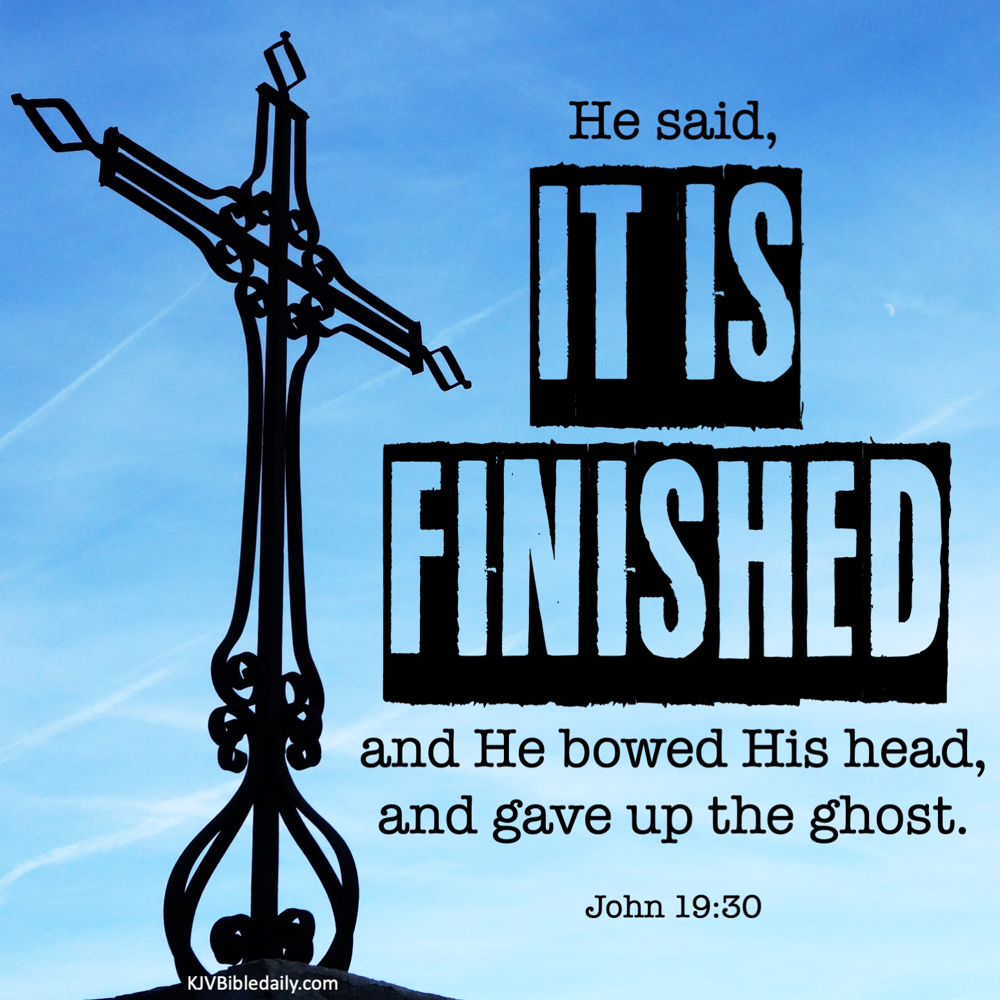 He said,
IT IS
FINISHED
and He bowed His head,
and gave up the ghost.
John 19:30
KJVBibledaily.com